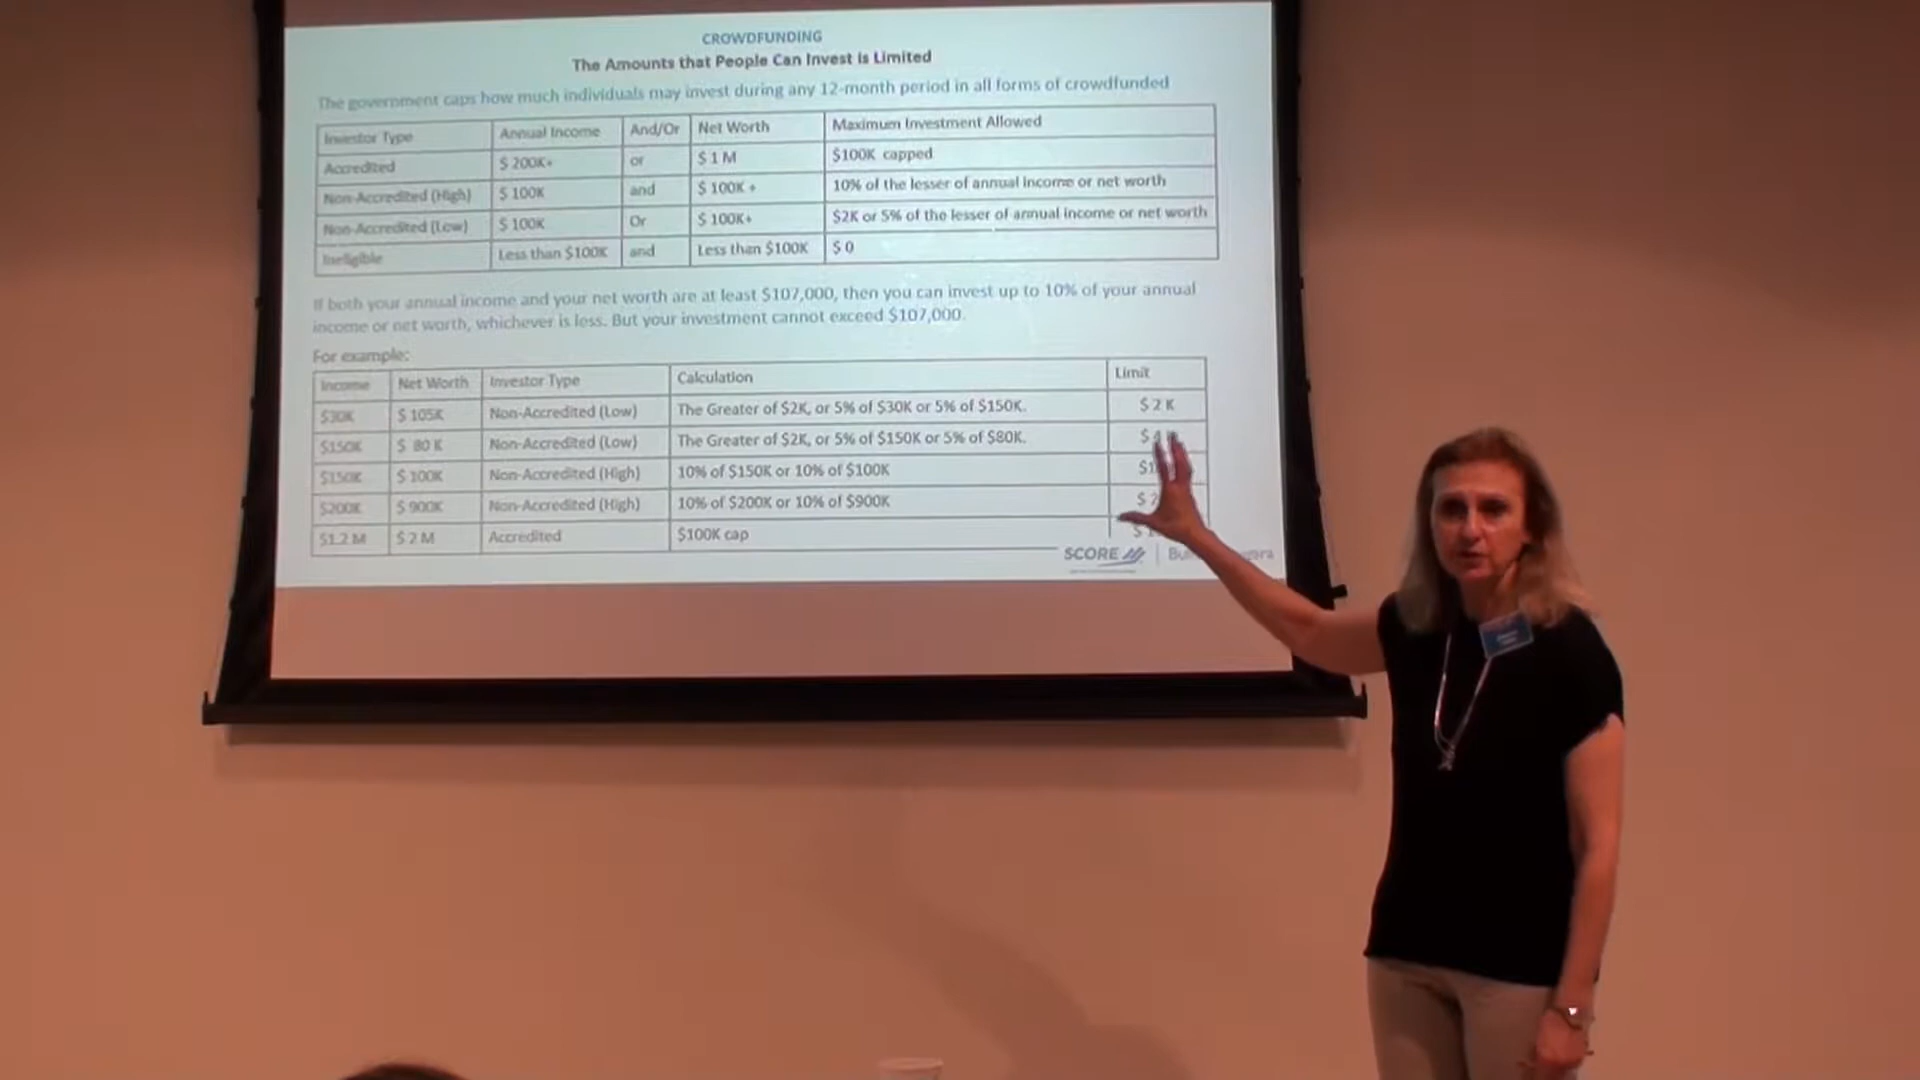 CROWDFUNDING
The Amounts that People Can Invest Is Limited
The government caps how much individuals may invest during any 12-month period in all forms of crowdfunded
Investor Type Annual Income And/Or Net Worth Maximum Investment Allowed
Accredited $ 200K+ or $ 1 M $100K capped
Non-Accredited (High) $ 100K and $ 100K + 10% of the lesser of annual income or net worth
Non-Accredited (Low) $ 100K Or $ 100K+ $2K or 5% of the lesser of annual income or net worth
Ineligible Less than $100K and Less than $100K $ 0
If both your annual income and your net worth are at least $107,000, then you can invest up to 10% of your annual
income or net worth, whichever is less. But your investment cannot exceed $107,000.
For example:
Income Net Worth Investor Type Calculation Limit
$30K $ 105K Non-Accredited (Low) The Greater of $2K, or 5% of $30K or 5% of $150K. $ 2 K
$150K $ 80 K Non-Accredited (Low) The Greater of $2K, or 5% of $150K or 5% of $80K. $
$150K $ 100K Non-Accredited (High) 10% of $150K or 10% of $100K
$200K $ 900K Non-Accredited (High) 10% of $200K or 10% of $900K
$1.2 M $ 2 M Accredited $100K cap
SCORE